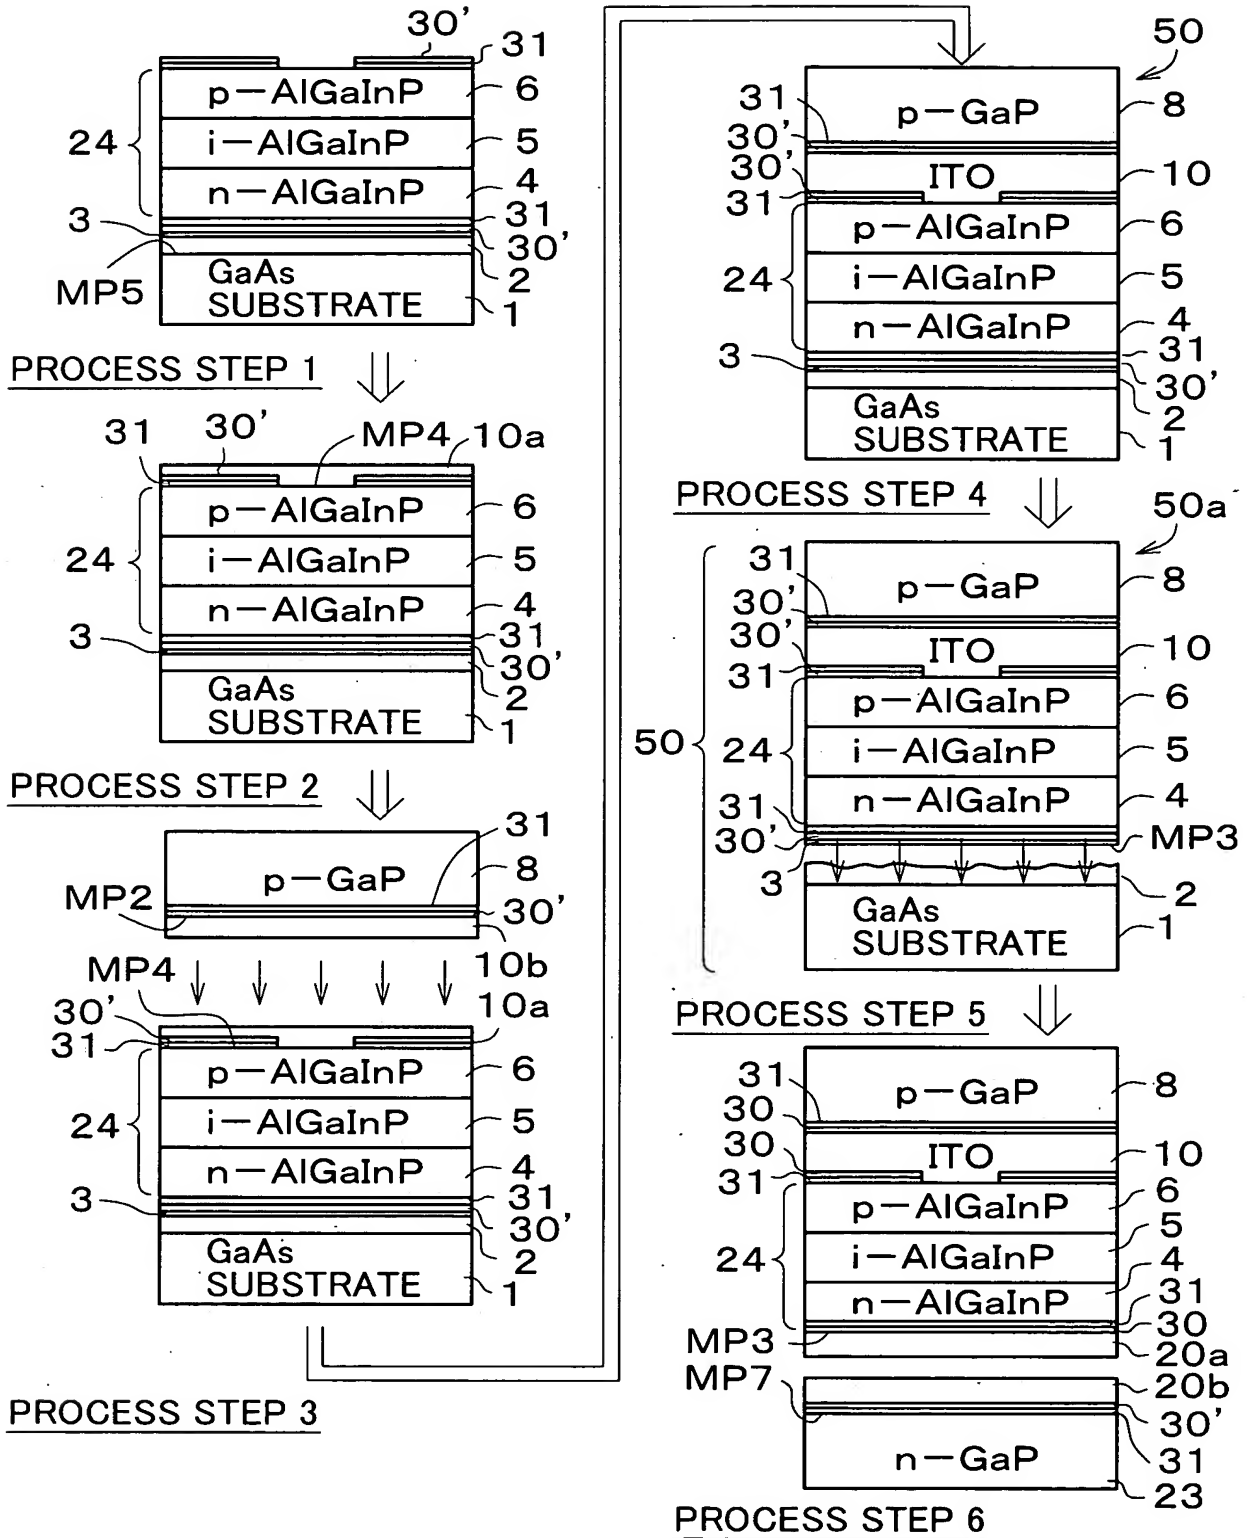 30'
31
p-AlGaInP
6
24
i-AlGaInP
5
n-AlGaInP
4
3
31
30'
MP5
GaAs
SUBSTRATE
2
1
PROCESS STEP 1
31
30'
MP4
10a
p-AlGaInP
6
24
i-AlGaInP
5
n-AlGaInP
4
3
31
30'
GaAs
SUBSTRATE
2
1
PROCESS STEP 2
31
p-GaP
8
MP2
30'
10b
MP4
10a
30'
31
p-AlGaInP
6
24
i-AlGaInP
5
n-AlGaInP
4
3
31
30'
GaAs
SUBSTRATE
2
1
PROCESS STEP 3
50
31
p-GaP
8
30'
30'
ITO
10
31
p-AlGaInP
6
24
i-AlGaInP
5
n-AlGaInP
4
3
31
30'
GaAs
SUBSTRATE
2
1
PROCESS STEP 4
50a
31
p-GaP
8
30'
30'
ITO
10
31
p-AlGaInP
6
50
24
i-AlGaInP
5
n-AlGaInP
4
31
30'
MP3
3
2
GaAs
SUBSTRATE
1
PROCESS STEP 5
31
p-GaP
8
30
30
ITO
10
31
p-AlGaInP
6
24
i-AlGaInP
5
n-AlGaInP
4
31
30
MP3
20a
MP7
20b
30'
n-GaP
31
23
PROCESS STEP 6